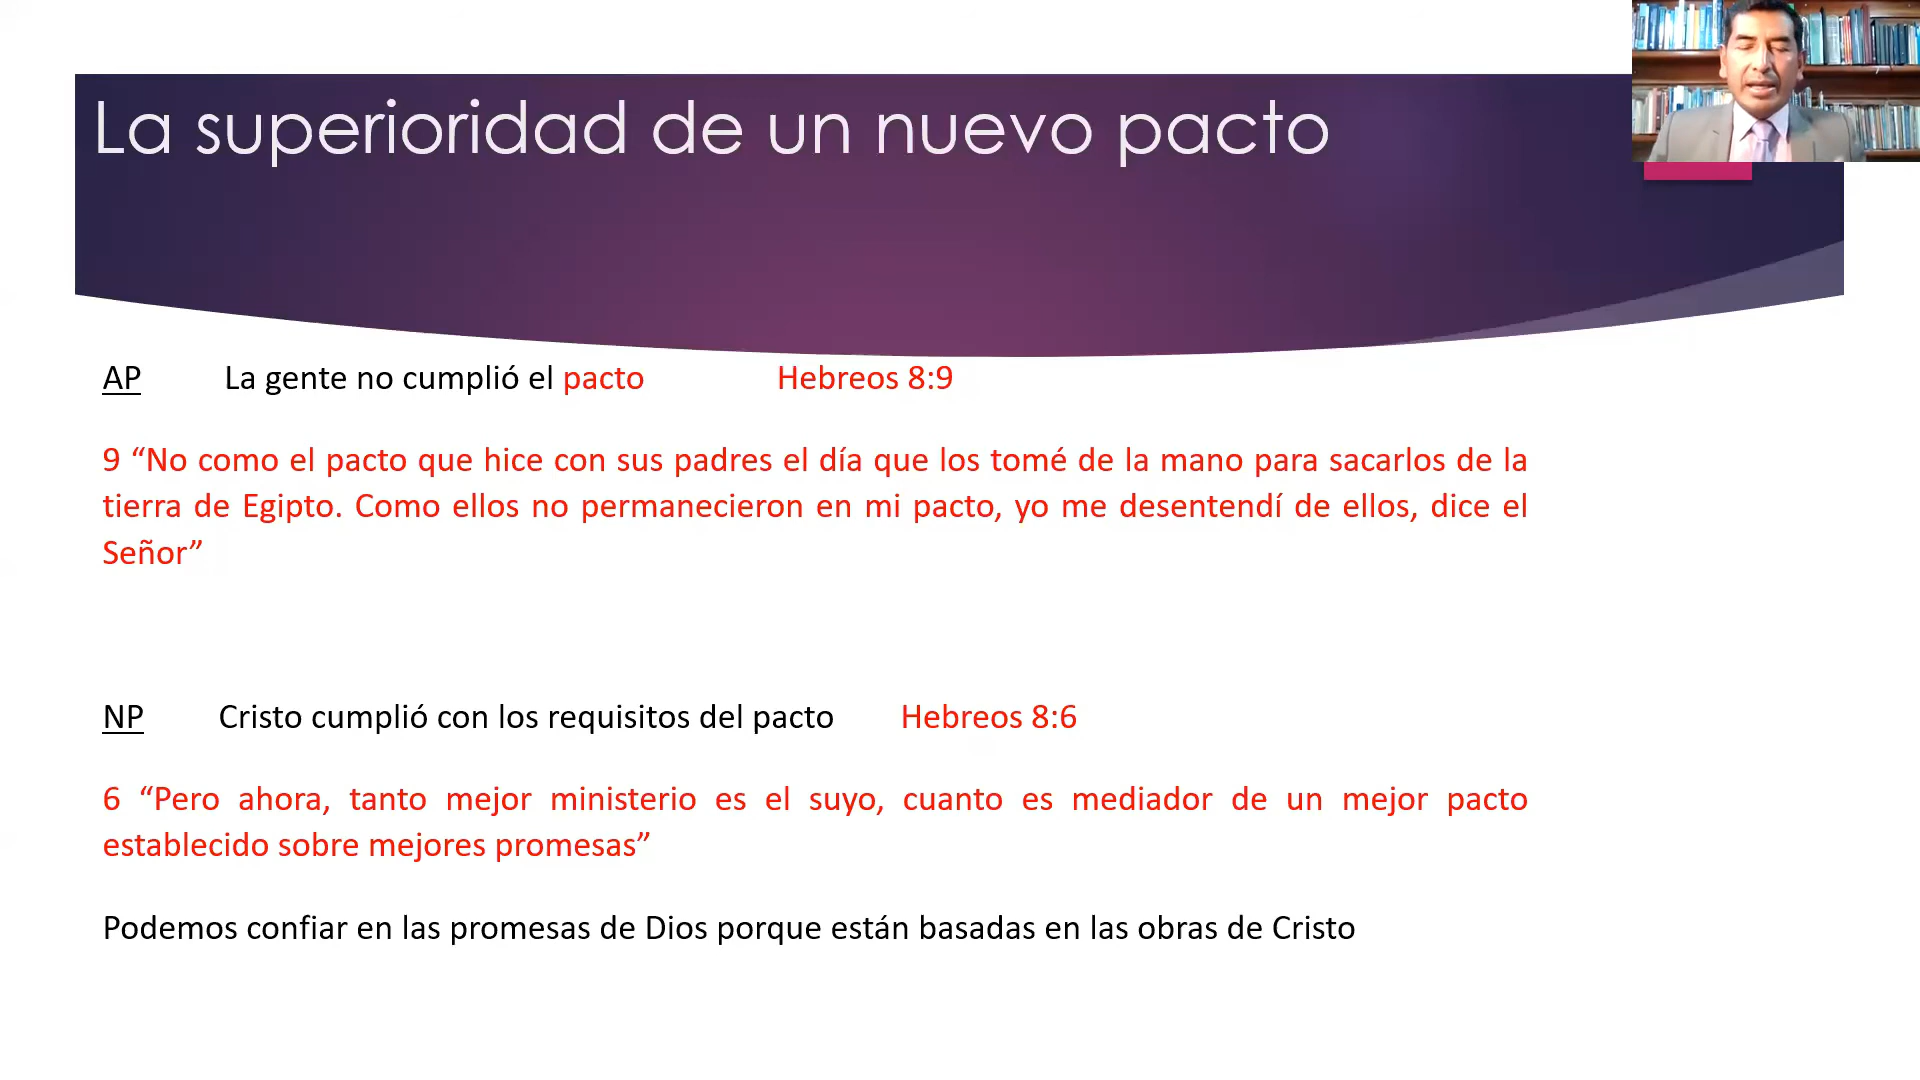 La superioridad de un nuevo pacto
AP La gente no cumplió el pacto Hebreos 8:9
9 “No como el pacto que hice con sus padres el día que los tomé de la mano para sacarlos de la
tierra de Egipto. Como ellos no permanecieron en mi pacto, yo me desentendí de ellos, dice el
Señor”
NP Cristo cumplió con los requisitos del pacto Hebreos 8:6
6 “Pero ahora, tanto mejor ministerio es el suyo, cuanto es mediador de un mejor pacto
establecido sobre mejores promesas”
Podemos confiar en las promesas de Dios porque están basadas en las obras de Cristo